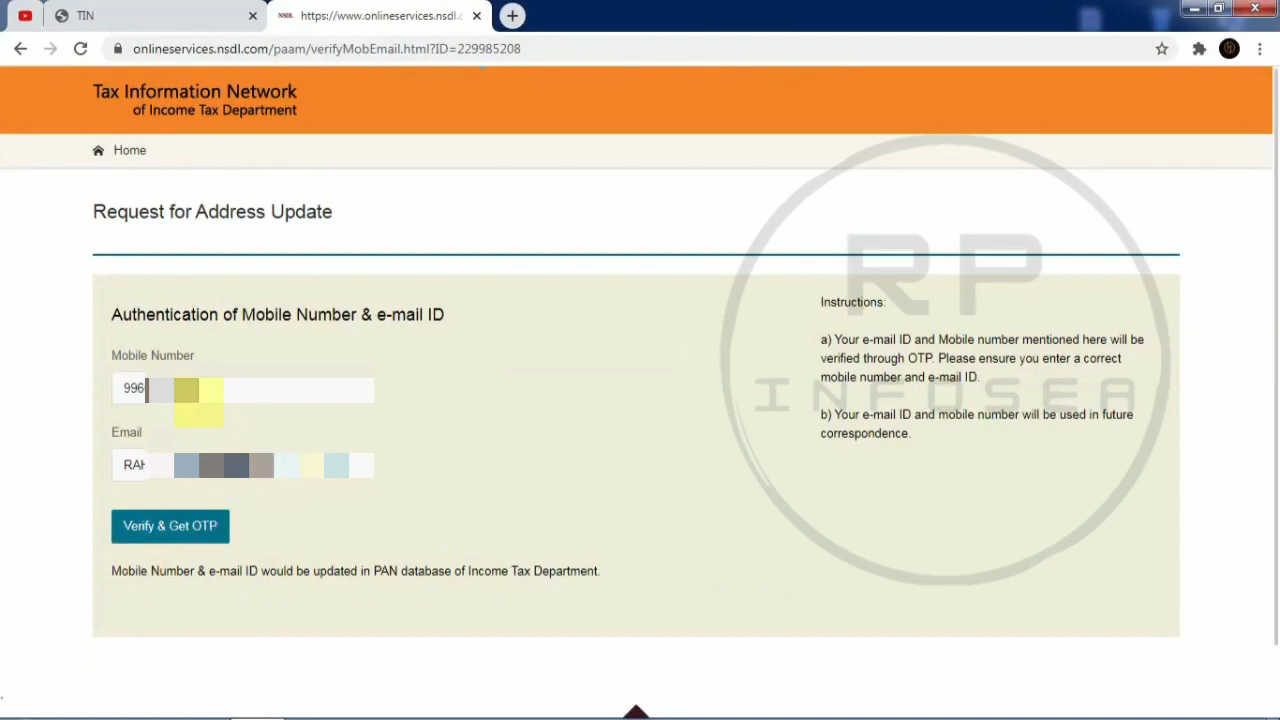 TIN
NSDL https://www.onlineservices.nsdl.c
onlineservices.nsdl.com/paam/verifyMobEmail.html?ID=229985208
Tax Information Network
of Income Tax Department
Home
Request for Address Update
RP
INFOSEA
Authentication of Mobile Number & e-mail ID
Mobile Number
996
Email
RAH
Verify & Get OTP
Mobile Number & e-mail ID would be updated in PAN database of Income Tax Department.
Instructions:
a) Your e-mail ID and Mobile number mentioned here will be
verified through OTP. Please ensure you enter a correct
mobile number and e-mail ID.
b) Your e-mail ID and mobile number will be used in future
correspondence.